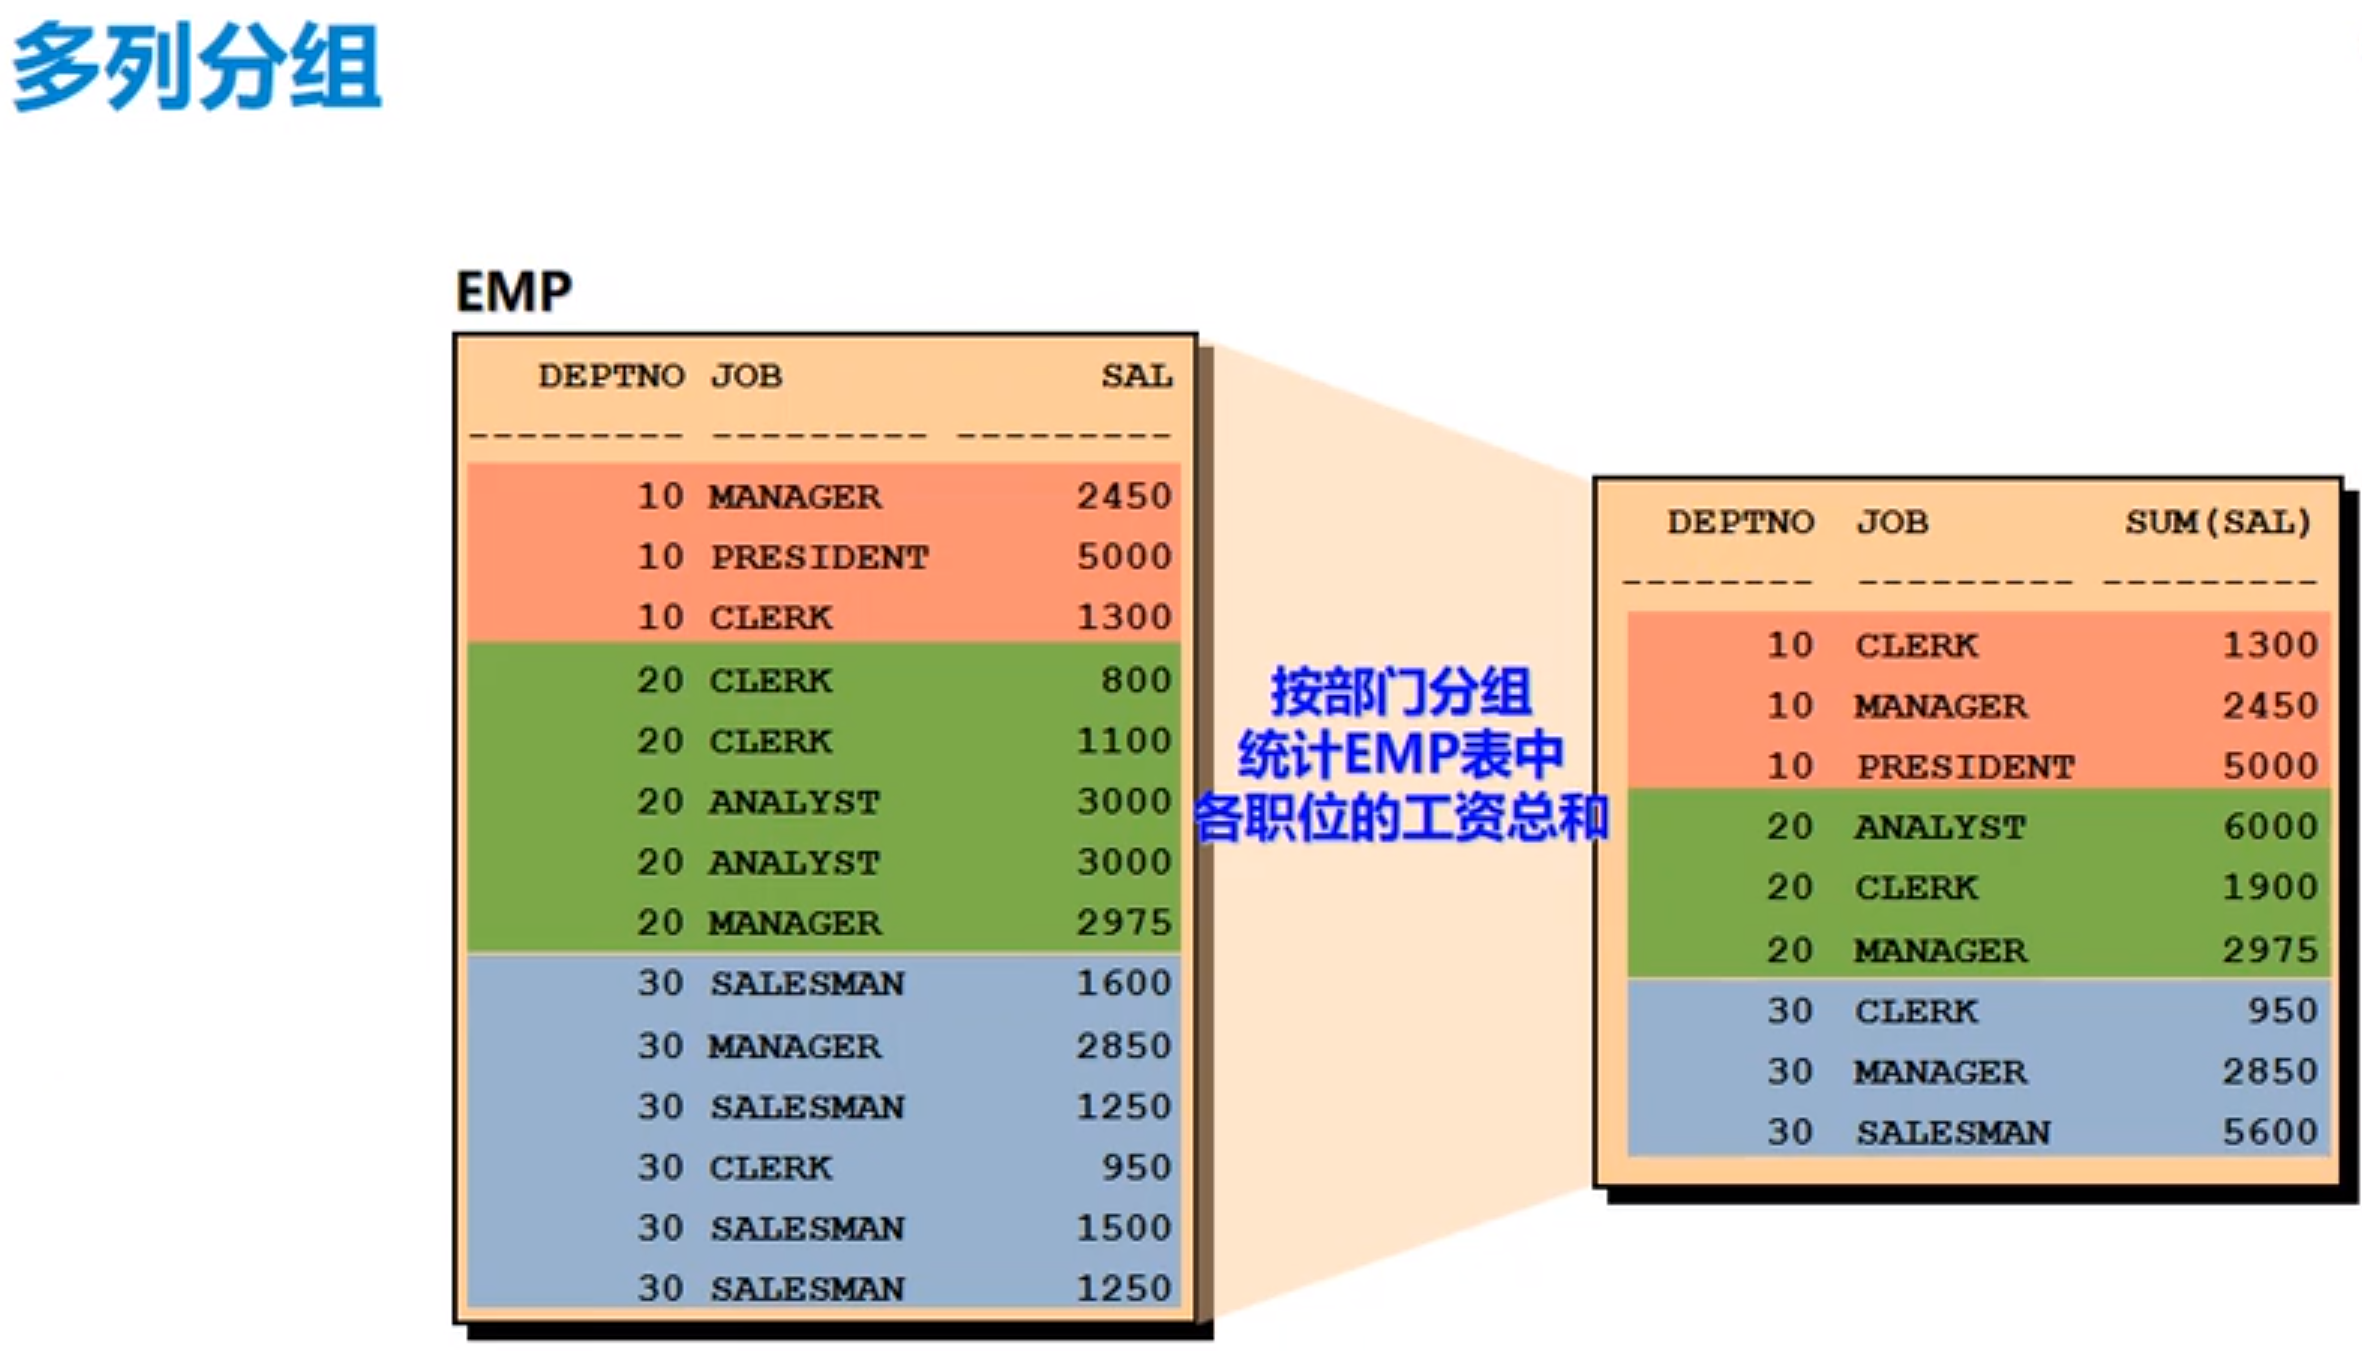 多列分组
EMP
DEPTNO JOB SAL
--------- --------- ---------
10 MANAGER 2450
10 PRESIDENT 5000
10 CLERK 1300
20 CLERK 800
20 CLERK 1100
20 ANALYST 3000
20 ANALYST 3000
20 MANAGER 2975
30 SALESMAN 1600
30 MANAGER 2850
30 SALESMAN 1250
30 CLERK 950
30 SALESMAN 1500
30 SALESMAN 1250
按部门分组
统计EMP表中
各职位的工资总和
DEPTNO JOB SUM(SAL)
-------- --------- ---------
10 CLERK 1300
10 MANAGER 2450
10 PRESIDENT 5000
20 ANALYST 6000
20 CLERK 1900
20 MANAGER 2975
30 CLERK 950
30 MANAGER 2850
30 SALESMAN 5600